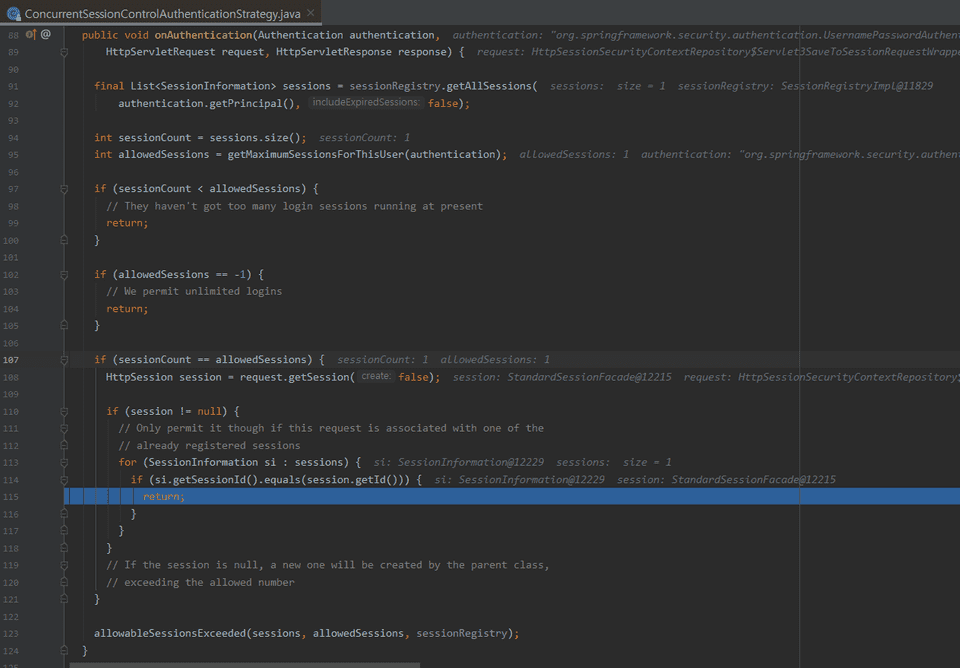 ConcurrentSessionControlAuthenticationStrategy.java
88 @ public void onAuthentication(Authentication authentication, authentication: "org.springframework.security.authentication.UsernamePasswordAuthen
89 HttpServletRequest request, HttpServletResponse response) { request: HttpSessionSecurityContextRepository$Servlet3SaveToSessionRequestWrappe
90
91 final List<SessionInformation> sessions = sessionRegistry.getAllSessions( sessions: size = 1 sessionRegistry: SessionRegistryImpl@11829
92 authentication.getPrincipal(), includeExpiredSessions: false);
93
94 int sessionCount = sessions.size(); sessionCount: 1
95 int allowedSessions = getMaximumSessionsForThisUser(authentication); allowedSessions: 1 authentication: "org.springframework.security.authent
96
97 if (sessionCount < allowedSessions) {
98 // They haven't got too many login sessions running at present
99 return;
100 }
101
102 if (allowedSessions == -1) {
103 // We permit unlimited logins
104 return;
105 }
106
107 if (sessionCount == allowedSessions) { sessionCount: 1 allowedSessions: 1
108 HttpSession session = request.getSession( create: false); session: StandardSessionFacade@12215 request: HttpSessionSecurityContextRepository$
109
110 if (session != null) {
111 // Only permit it though if this request is associated with one of the
112 // already registered sessions
113 for (SessionInformation si : sessions) { si: SessionInformation@12229 sessions: size = 1
114 if (si.getSessionId().equals(session.getId())) { si: SessionInformation@12229 session: StandardSessionFacade@12215
115 return;
116 }
117 }
118 }
119 // If the session is null, a new one will be created by the parent class,
120 // exceeding the allowed number
121 }
122
123 allowableSessionsExceeded(sessions, allowedSessions, sessionRegistry);
124 }